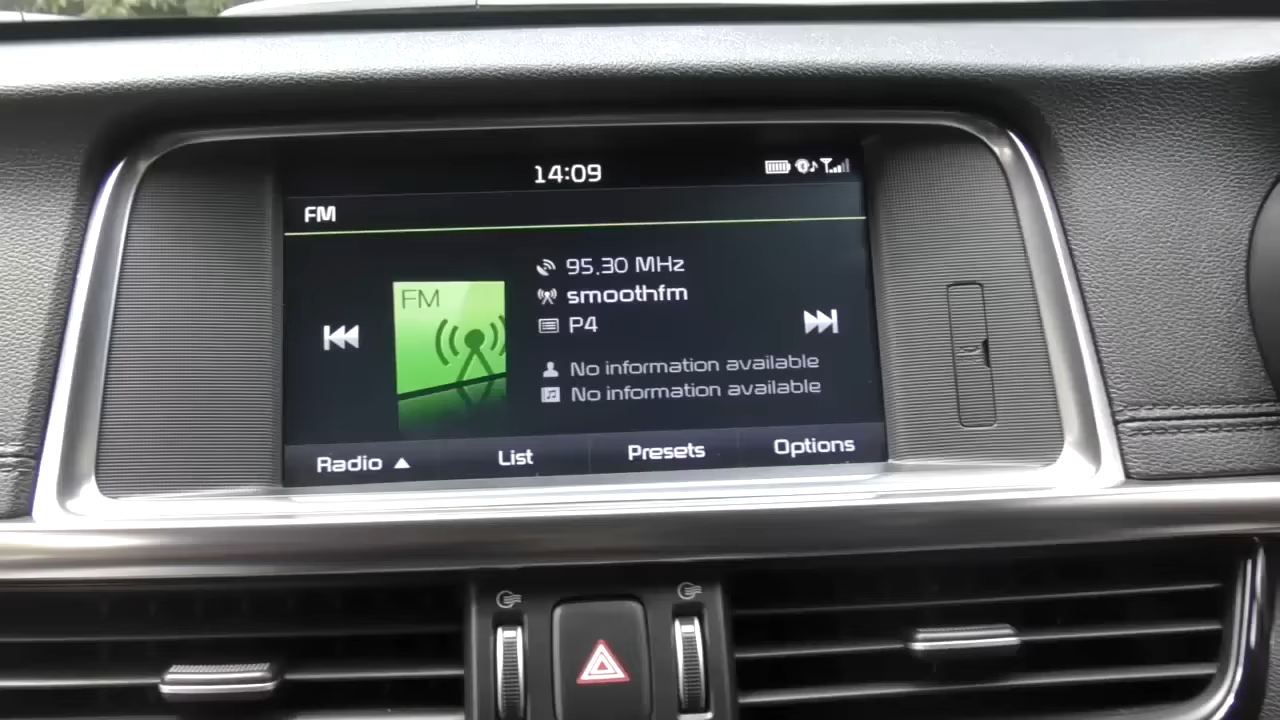 14:09
FM
95.30 MHz
smoothfm
FM
P4
No information available
No information available
Radio
List
Presets
Options